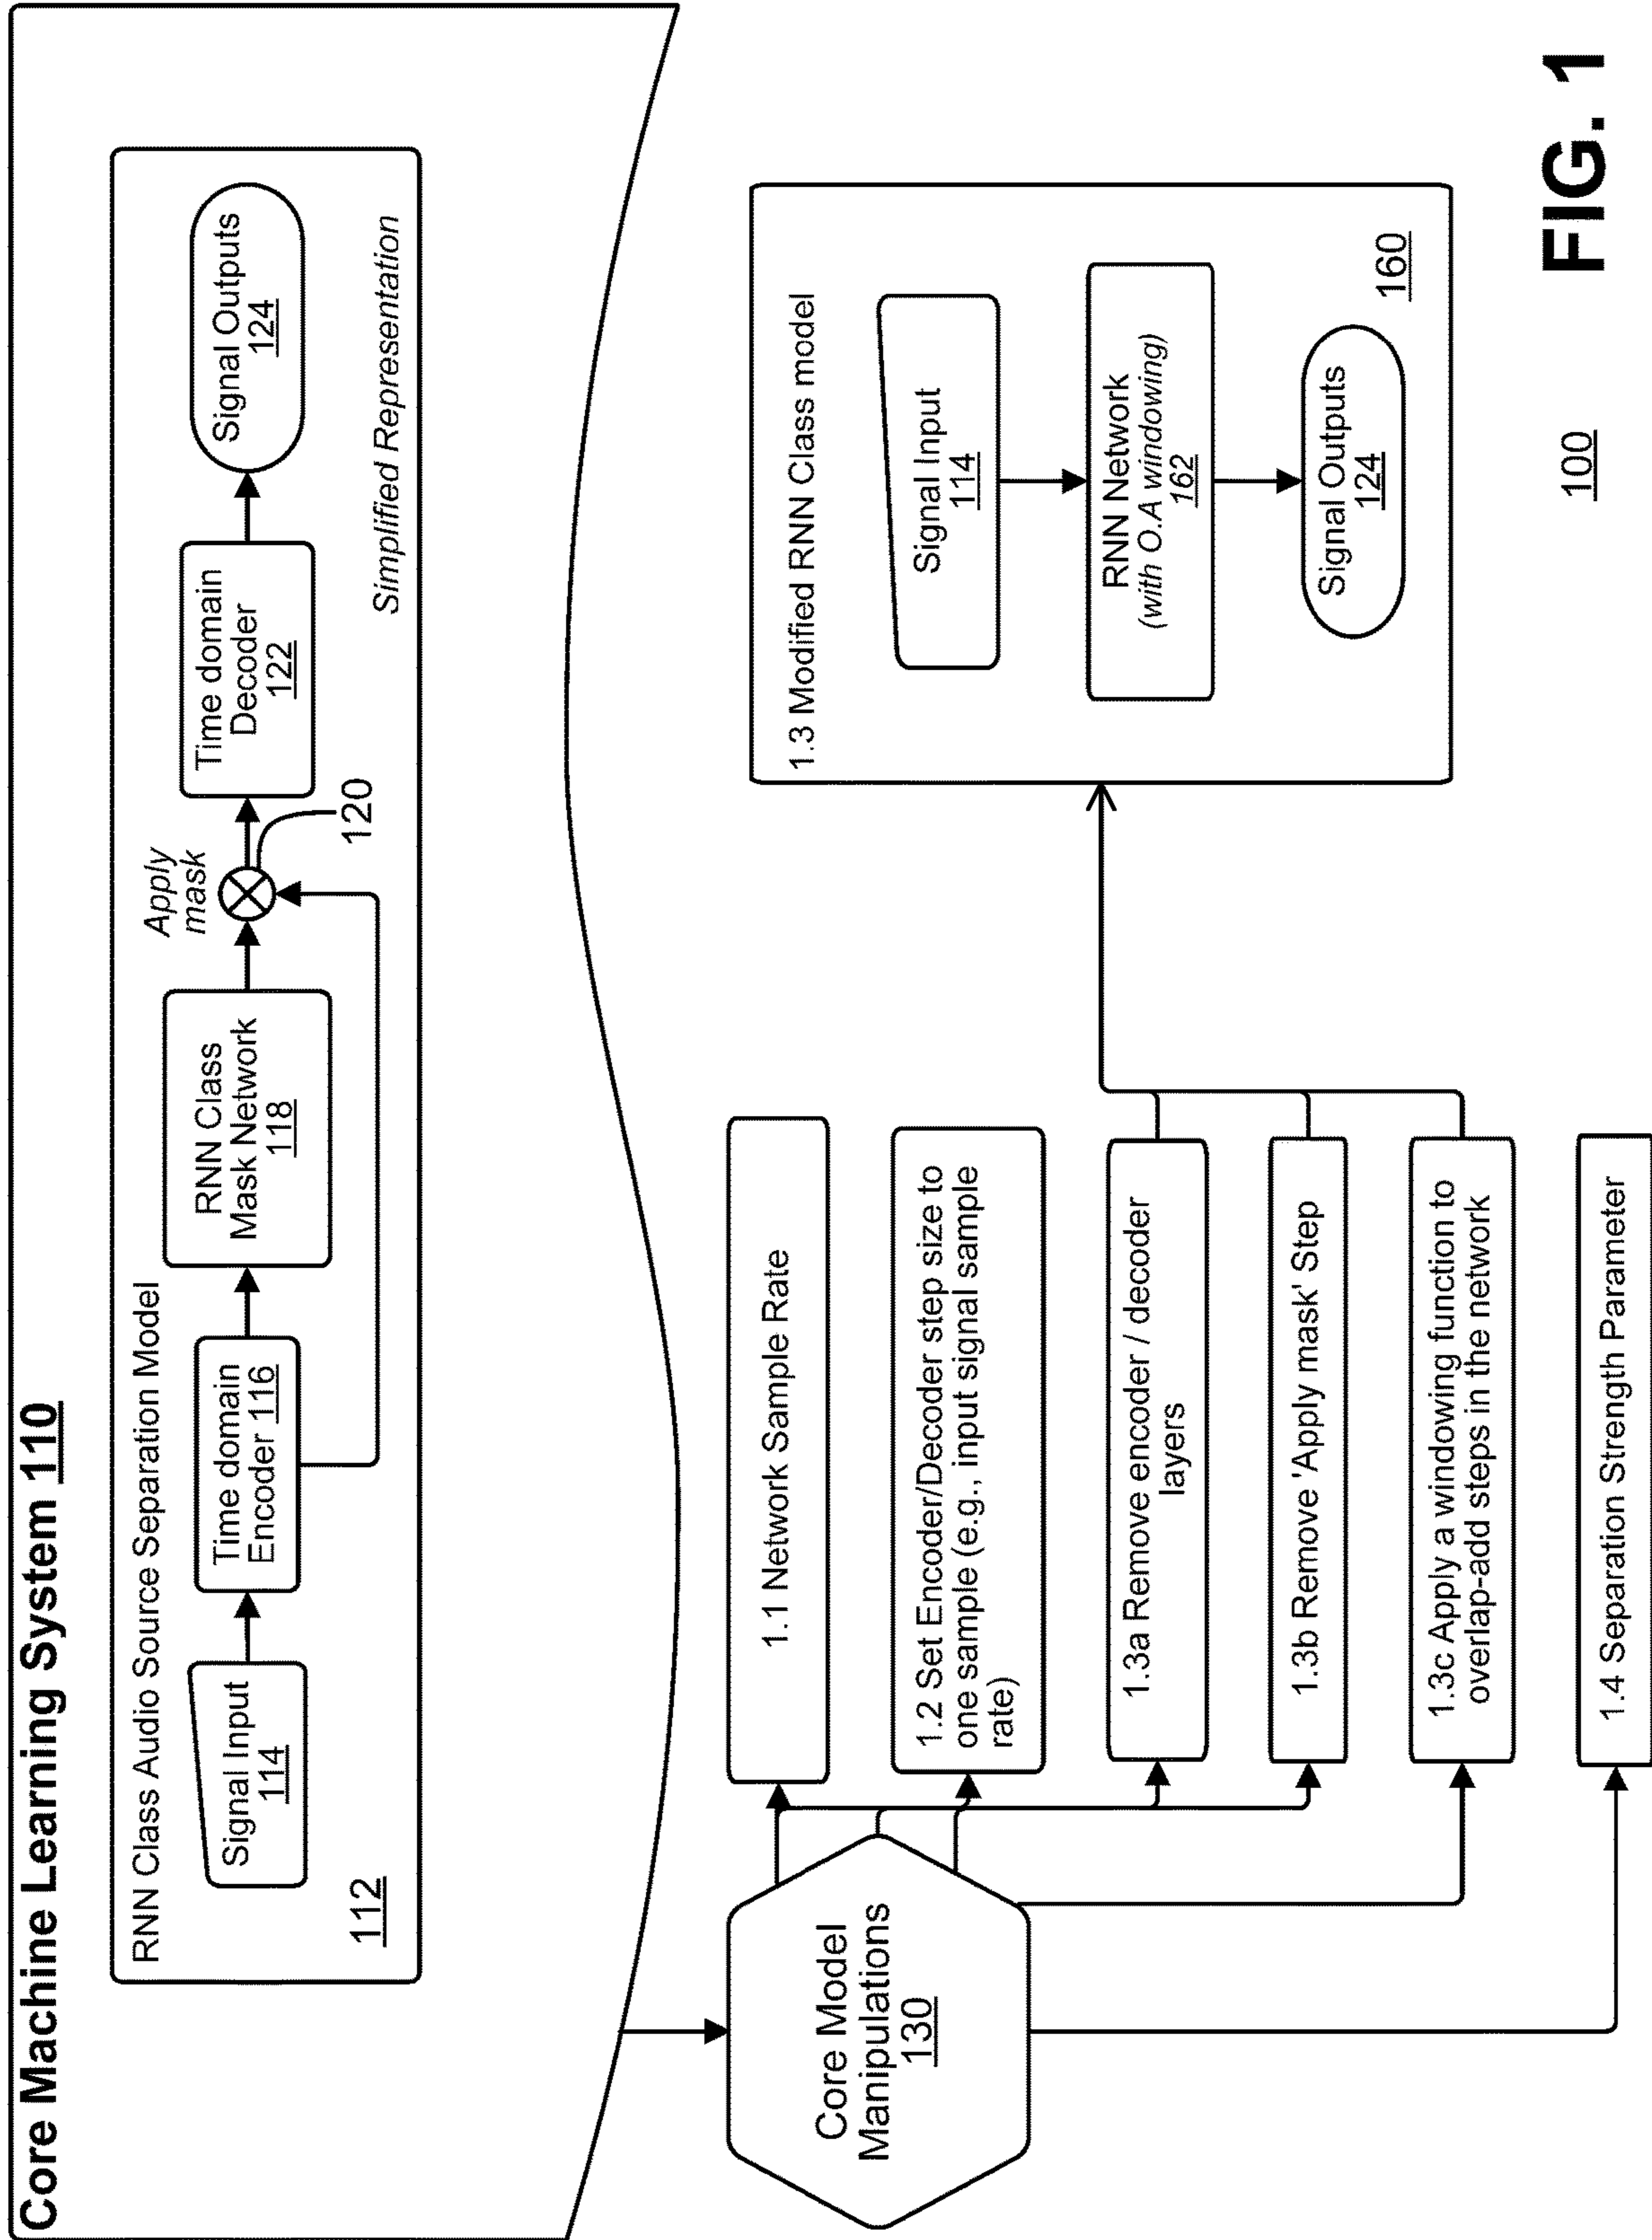 Core Machine Learning System 110
RNN Class Audio Source Separation Model
Signal Input
114
Time domain
Encoder 116
RNN Class
Mask Network
118
Apply
mask
120
Time domain
Decoder
122
Signal Outputs
124
112
Simplified Representation
Core Model
Manipulations
130
1.1 Network Sample Rate
1.2 Set Encoder/Decoder step size to
one sample (e.g., input signal sample
rate)
1.3a Remove encoder / decoder
layers
1.3b Remove 'Apply mask' Step
1.3c Apply a windowing function to
overlap-add steps in the network
1.4 Separation Strength Parameter
1.3 Modified RNN Class model
Signal Input
114
RNN Network
(with O.A windowing)
162
Signal Outputs
124
160
100
FIG. 1